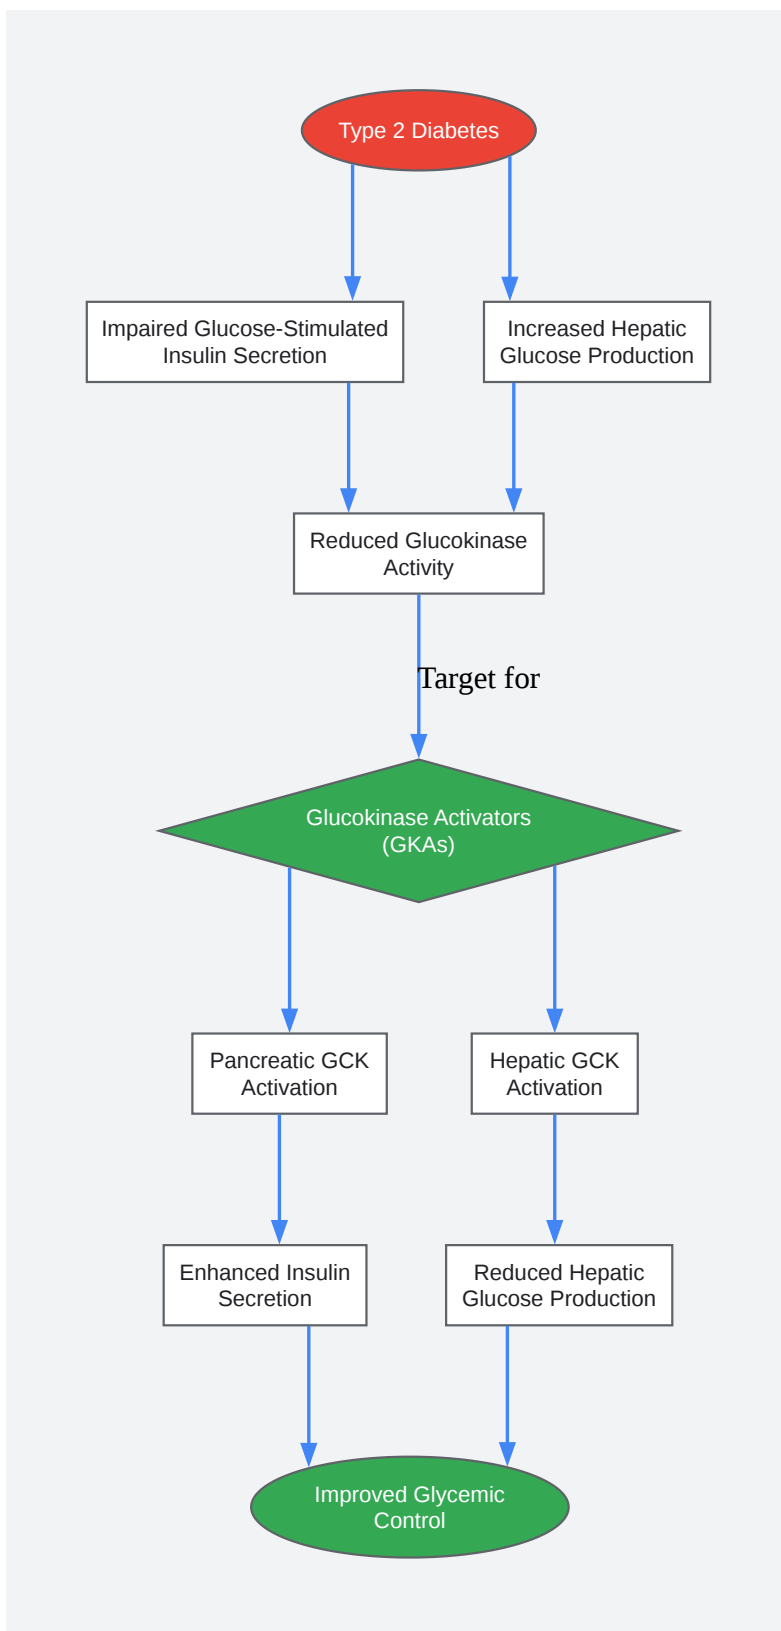 Type 2 Diabetes
Impaired Glucose-Stimulated
Insulin Secretion
Increased Hepatic
Glucose Production
Reduced Glucokinase
Activity
Target for
Glucokinase Activators
(GKAs)
Pancreatic GCK
Activation
Hepatic GCK
Activation
Enhanced Insulin
Secretion
Reduced Hepatic
Glucose Production
Improved Glycemic
Control